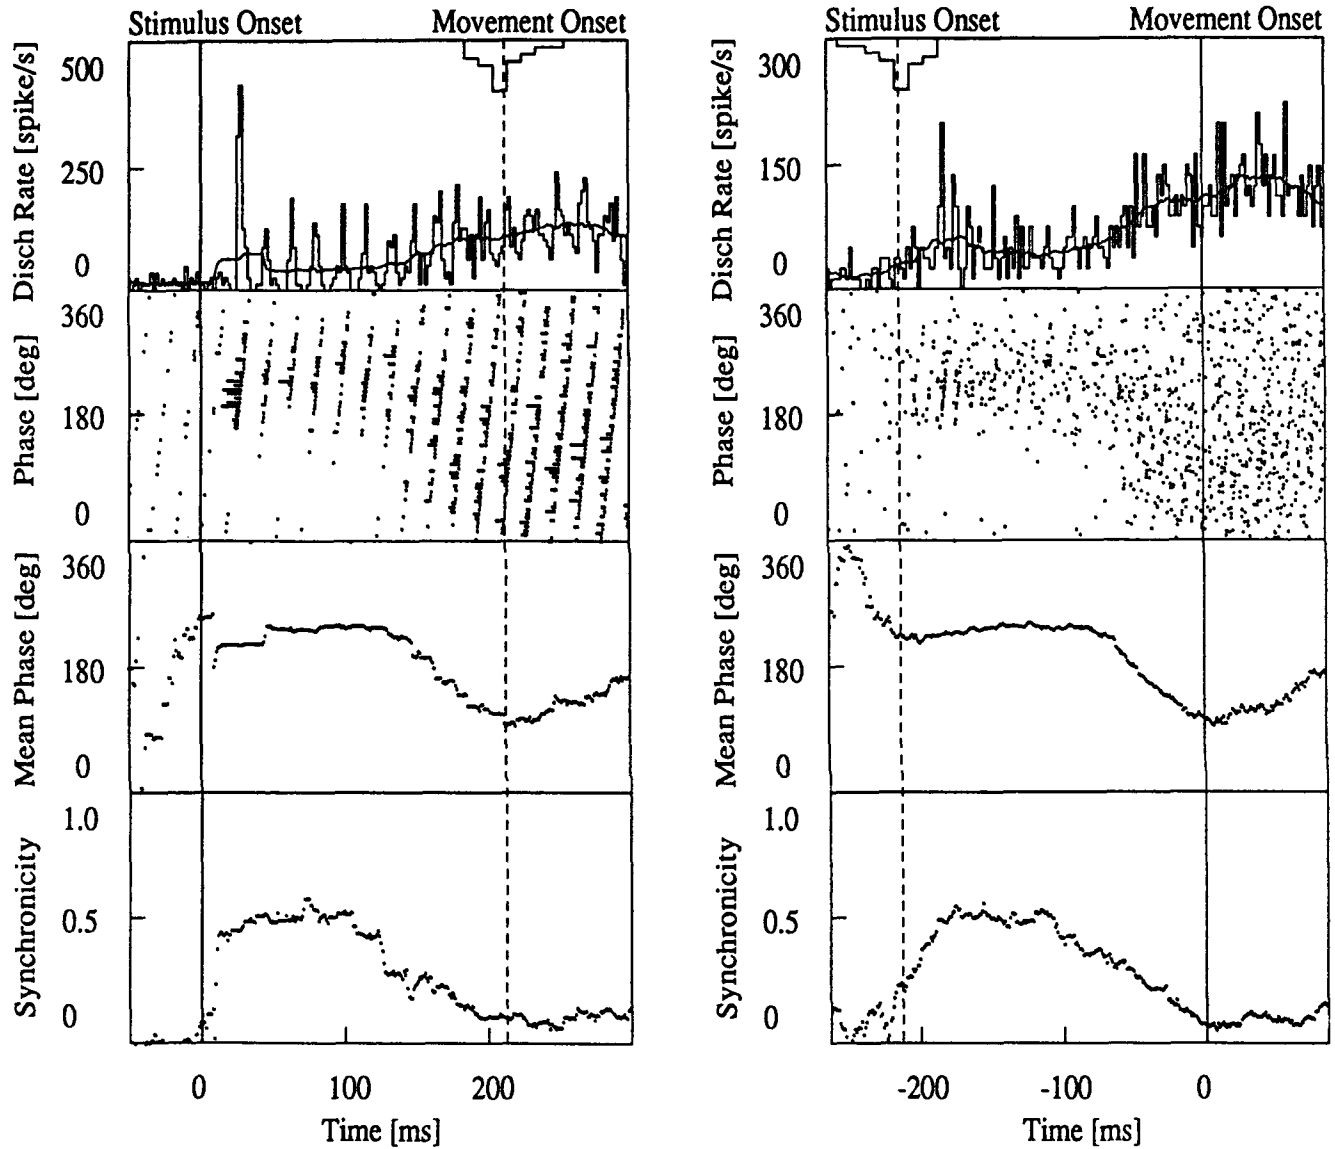 Stimulus Onset
Movement Onset
Disch Rate [spike/s]
500
250
0
Phase [deg]
360
180
0
Mean Phase [deg]
360
180
0
Synchronicity
1.0
0.5
0
0
100
200
Time [ms]
Stimulus Onset
Movement Onset
Disch Rate [spike/s]
300
150
0
Phase [deg]
360
180
0
Mean Phase [deg]
360
180
0
Synchronicity
1.0
0.5
0
-200
-100
0
Time [ms]